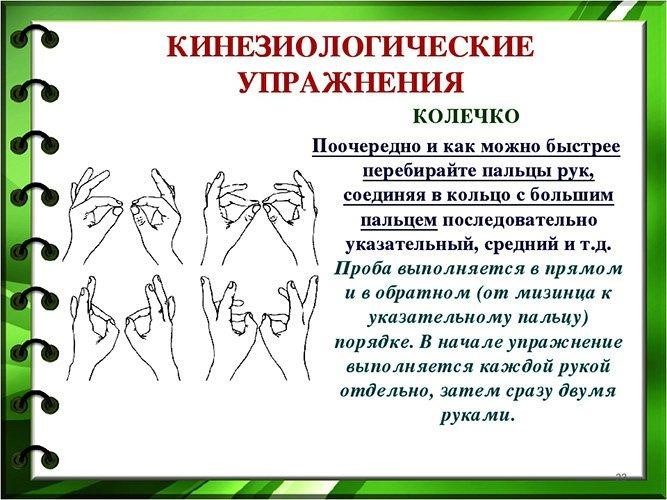 КИНЕЗИОЛОГИЧЕСКИЕ
УПРАЖНЕНИЯ
КОЛЕЧКО
Поочередно и как можно быстрее
перебирайте пальцы рук,
соединяя в кольцо с большим
пальцем последовательно
указательный, средний и т.д.
Проба выполняется в прямом
и в обратном (от мизинца к
указательному пальцу)
порядке. В начале упражнение
выполняется каждой рукой
отдельно, затем сразу двумя
руками.